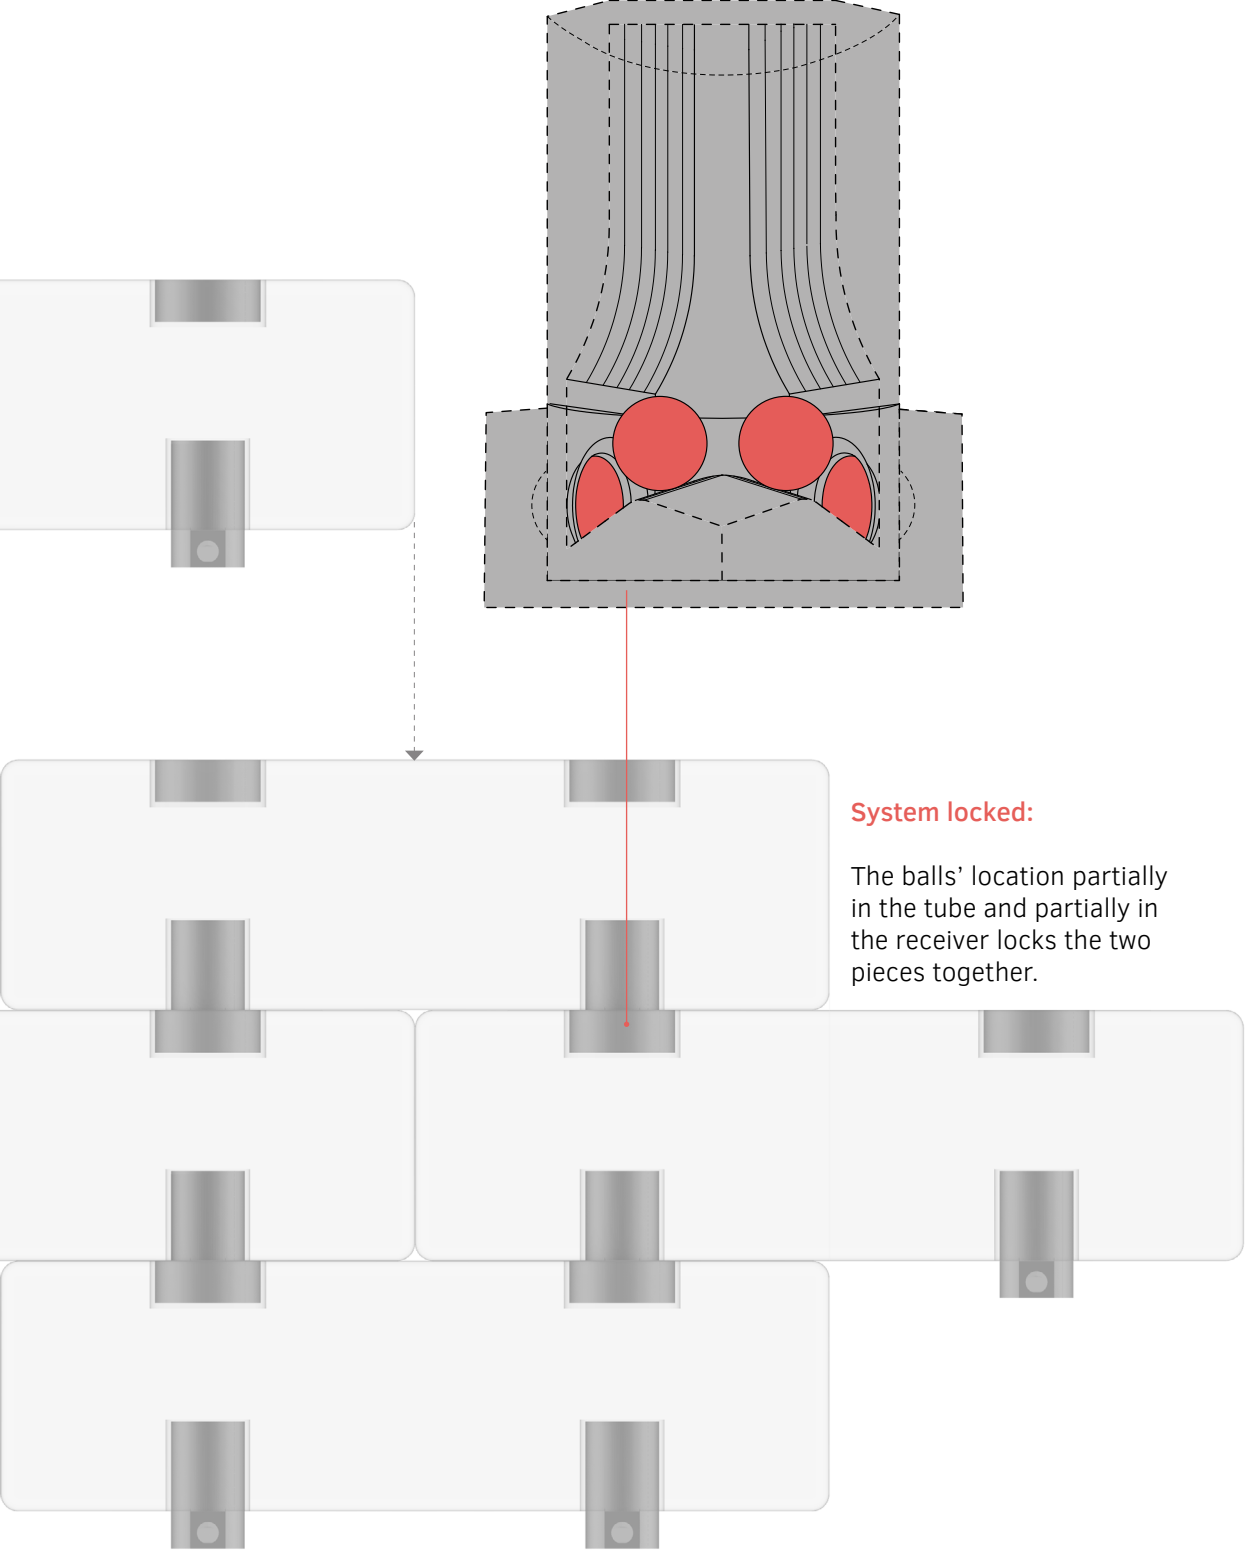 System locked:
The balls’ location partially
in the tube and partially in
the receiver locks the two
pieces together.